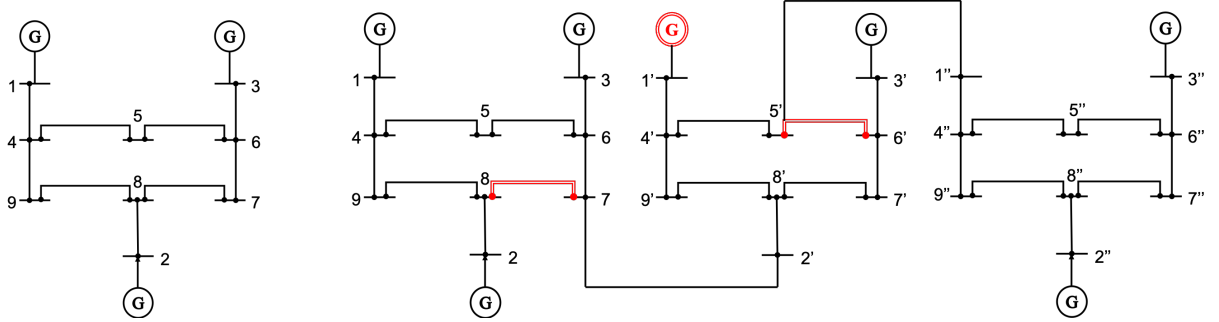 G G G G G G G
1 3 1 3 1’ 3’ 1’’ 3’’
5 5 5’ 5’’
4 6 4 6 4’ 6’ 4’’ 6’’
8 8 8’ 8’’
9 7 9 7 9’ 7’ 9’’ 7’’
2 2 2’ 2’’
G G G